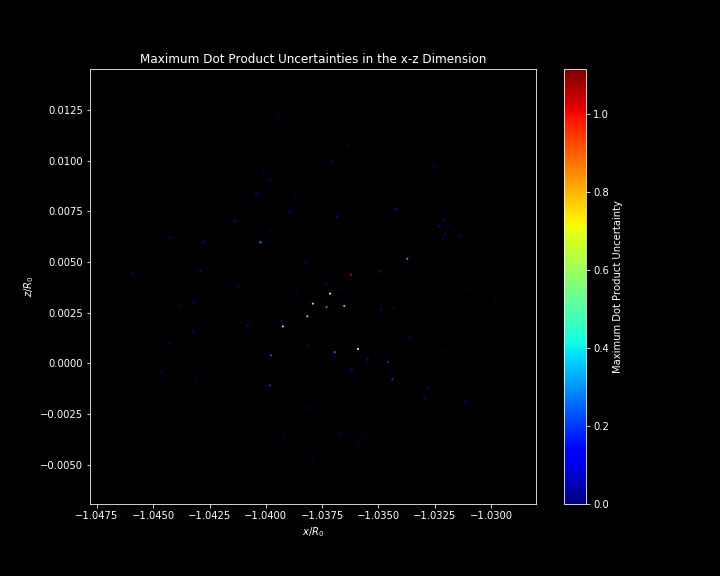 Maximum Dot Product Uncertainties in the x-z Dimension
0.0125
0.0100
0.0075
0.0050
0.0025
0.0000
−0.0025
−0.0050
z/R₀
−1.0475 −1.0450 −1.0425 −1.0400 −1.0375 −1.0350 −1.0325 −1.0300
x/R₀
1.0
0.8
0.6
0.4
0.2
0.0
Maximum Dot Product Uncertainty